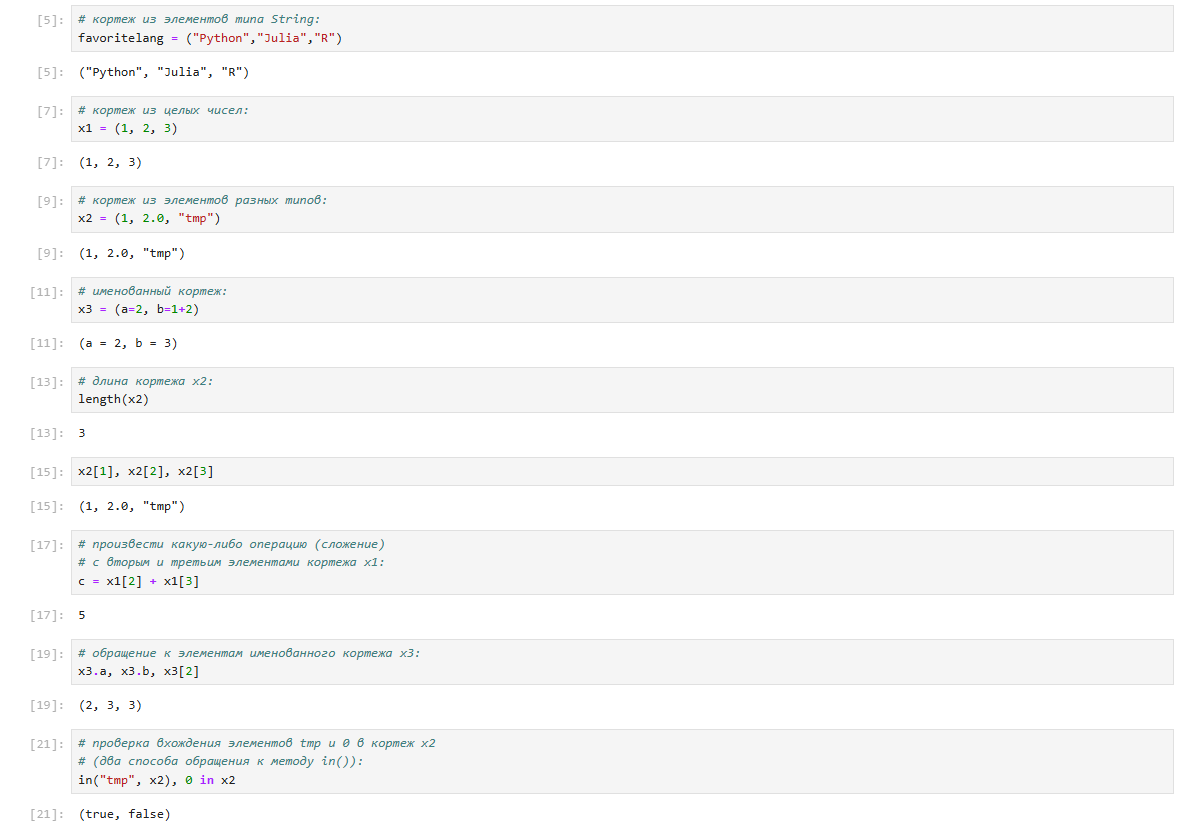 [5]: # кортеж из элементов типа String:
favoritelang = ("Python","Julia","R")
[5]: ("Python", "Julia", "R")
[7]: # кортеж из целых чисел:
x1 = (1, 2, 3)
[7]: (1, 2, 3)
[9]: # кортеж из элементов разных типов:
x2 = (1, 2.0, "tmp")
[9]: (1, 2.0, "tmp")
[11]: # именованный кортеж:
x3 = (a=2, b=1+2)
[11]: (a = 2, b = 3)
[13]: # длина кортежа x2:
length(x2)
[13]: 3
[15]: x2[1], x2[2], x2[3]
[15]: (1, 2.0, "tmp")
[17]: # произвести какую-либо операцию (сложение)
# с вторым и третьим элементами кортежа x1:
c = x1[2] + x1[3]
[17]: 5
[19]: # обращение к элементам именованного кортежа x3:
x3.a, x3.b, x3[2]
[19]: (2, 3, 3)
[21]: # проверка вхождения элементов tmp и 0 в кортеж x2
# (два способа обращения к методу in()):
in("tmp", x2), 0 in x2
[21]: (true, false)